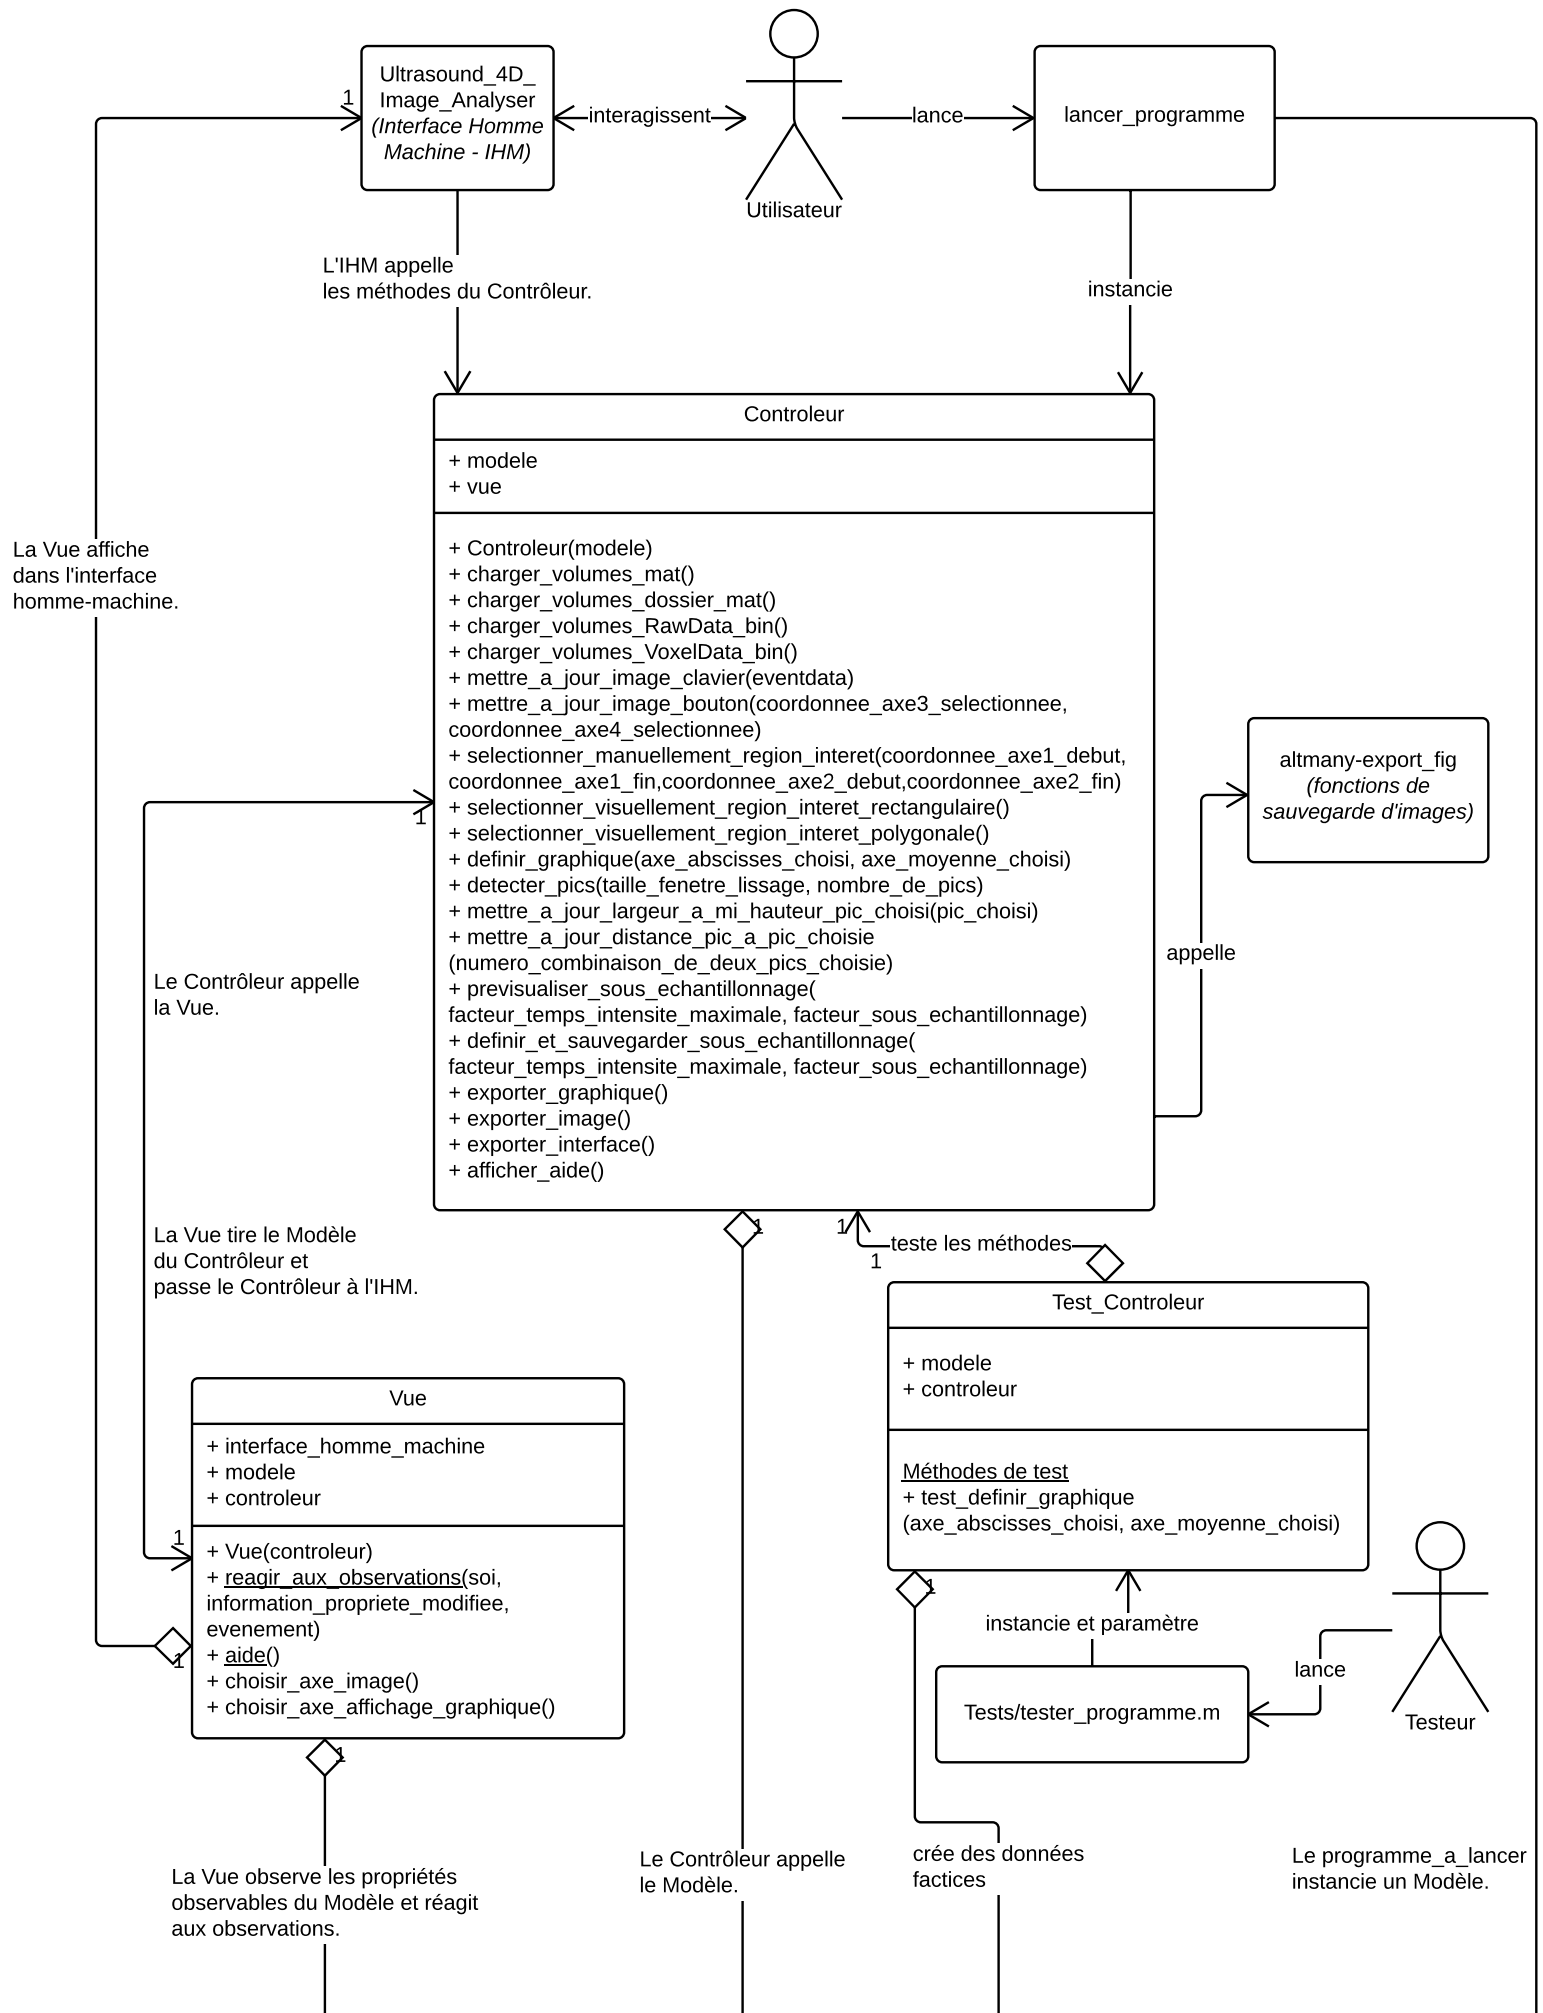 Ultrasound_4D_
Image_Analyser
(Interface Homme
Machine - IHM)
1
interagissent
Utilisateur
lance
lancer_programme
L'IHM appelle
les méthodes du Contrôleur.
instancie
Controleur
+ modele
+ vue
+ Controleur(modele)
+ charger_volumes_mat()
+ charger_volumes_dossier_mat()
+ charger_volumes_RawData_bin()
+ charger_volumes_VoxelData_bin()
+ mettre_a_jour_image_clavier(eventdata)
+ mettre_a_jour_image_bouton(coordonnee_axe3_selectionnee,
coordonnee_axe4_selectionnee)
+ selectionner_manuellement_region_interet(coordonnee_axe1_debut,
coordonnee_axe1_fin,coordonnee_axe2_debut,coordonnee_axe2_fin)
+ selectionner_visuellement_region_interet_rectangulaire()
+ selectionner_visuellement_region_interet_polygonale()
+ definir_graphique(axe_abscisses_choisi, axe_moyenne_choisi)
+ detecter_pics(taille_fenetre_lissage, nombre_de_pics)
+ mettre_a_jour_largeur_a_mi_hauteur_pic_choisi(pic_choisi)
+ mettre_a_jour_distance_pic_a_pic_choisie
(numero_combinaison_de_deux_pics_choisie)
+ previsualiser_sous_echantillonnage(
facteur_temps_intensite_maximale, facteur_sous_echantillonnage)
+ definir_et_sauvegarder_sous_echantillonnage(
facteur_temps_intensite_maximale, facteur_sous_echantillonnage)
+ exporter_graphique()
+ exporter_image()
+ exporter_interface()
+ afficher_aide()
La Vue affiche
dans l'interface
homme-machine.
1
altmany-export_fig
(fonctions de
sauvegarde d'images)
appelle
Le Contrôleur appelle
la Vue.
La Vue tire le Modèle
du Contrôleur et
passe le Contrôleur à l'IHM.
1
1
teste les méthodes
1
Test_Controleur
+ modele
+ controleur
Méthodes de test
+ test_definir_graphique
(axe_abscisses_choisi, axe_moyenne_choisi)
Vue
+ interface_homme_machine
+ modele
+ controleur
1
+ Vue(controleur)
+ reagir_aux_observations(soi,
information_propriete_modifiee,
evenement)
+ aide()
+ choisir_axe_image()
+ choisir_axe_affichage_graphique()
1
1
1
instancie et paramètre
lance
Tests/tester_programme.m
Testeur
La Vue observe les propriétés
observables du Modèle et réagit
aux observations.
Le Contrôleur appelle
le Modèle.
crée des données
factices
Le programme_a_lancer
instancie un Modèle.